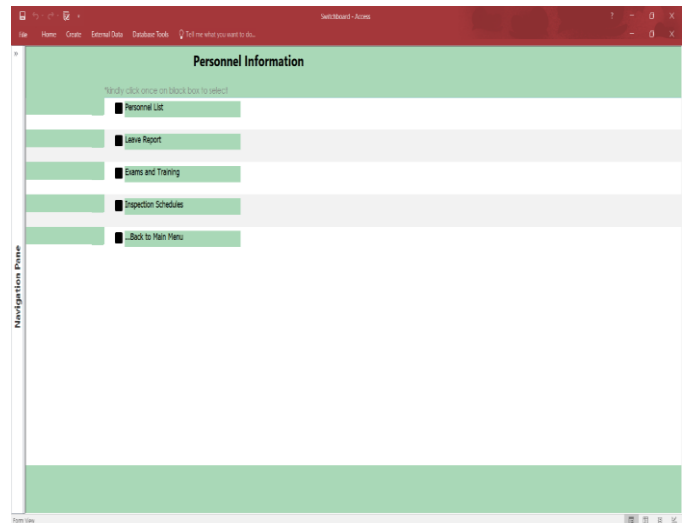 Switchboard - Access
File Home Create External Data Database Tools Tell me what you want to do...
Personnel Information
*kindly click once on black box to select!
Personnel List
Leave Report
Exams and Training
Inspection Schedules
...Back to Main Menu
Navigation Pane
Form View